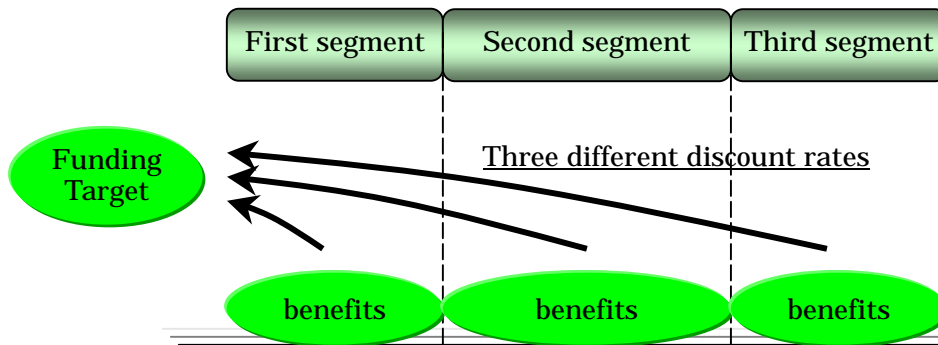 First segment Second segment Third segment
Three different discount rates
Funding
Target
benefits benefits benefits